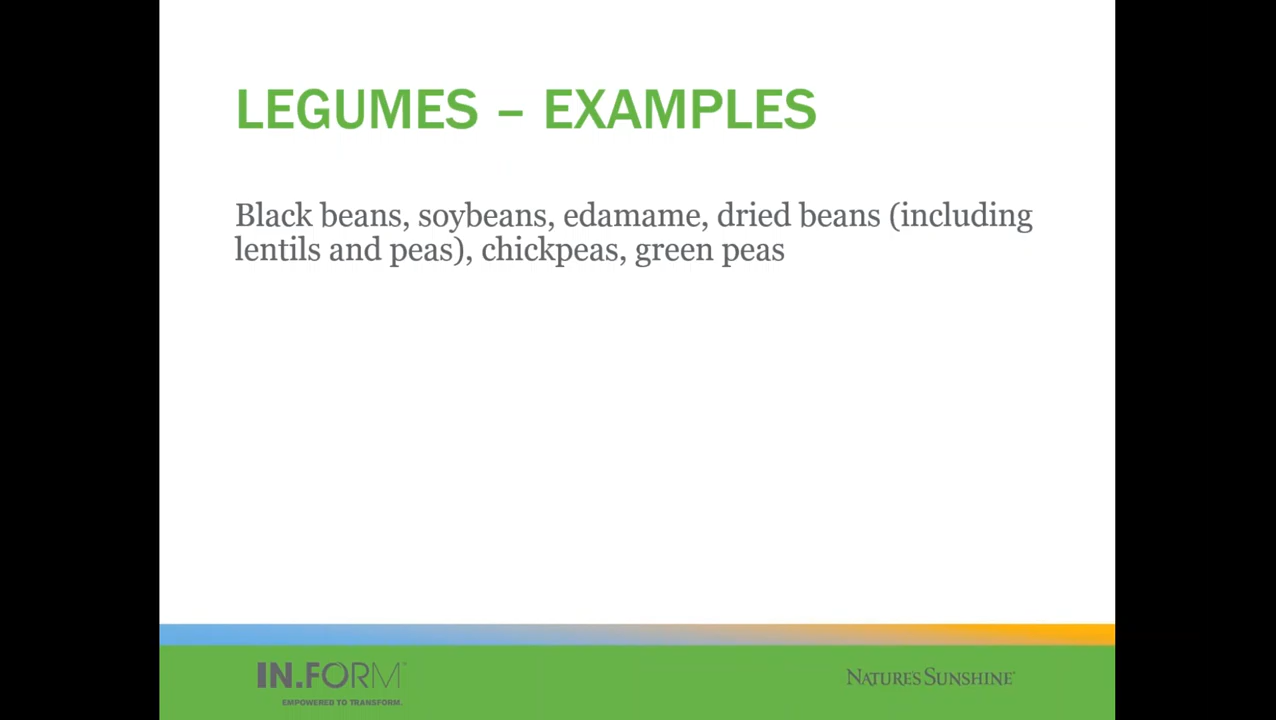 LEGUMES – EXAMPLES
Black beans, soybeans, edamame, dried beans (including
lentils and peas), chickpeas, green peas
IN.FORM
EMPOWERED TO TRANSFORM.
NATURE'S SUNSHINE